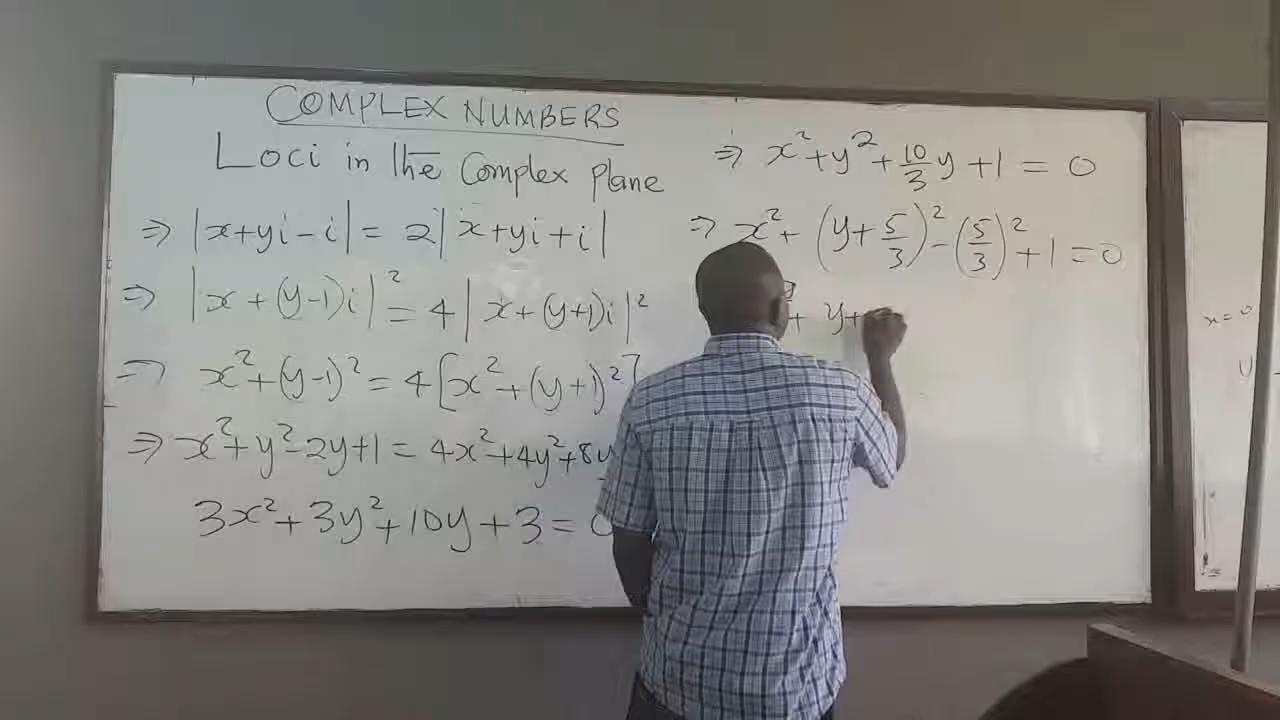 COMPLEX NUMBERS
Loci in the Complex plane
⇒ |x+yi-i| = 2|x+yi+i|
⇒ |x+(y-1)i|² = 4|x+(y+1)i|²
⇒ x²+(y-1)² = 4[x²+(y+1)²]
⇒ x²+y²-2y+1 = 4x²+4y²+8y
3x²+3y²+10y+3 = 0
⇒ x²+y²+10/3 y+1 = 0
⇒ x²+(y+5/3)²-(5/3)²+1 = 0
+ y+
x=0
y